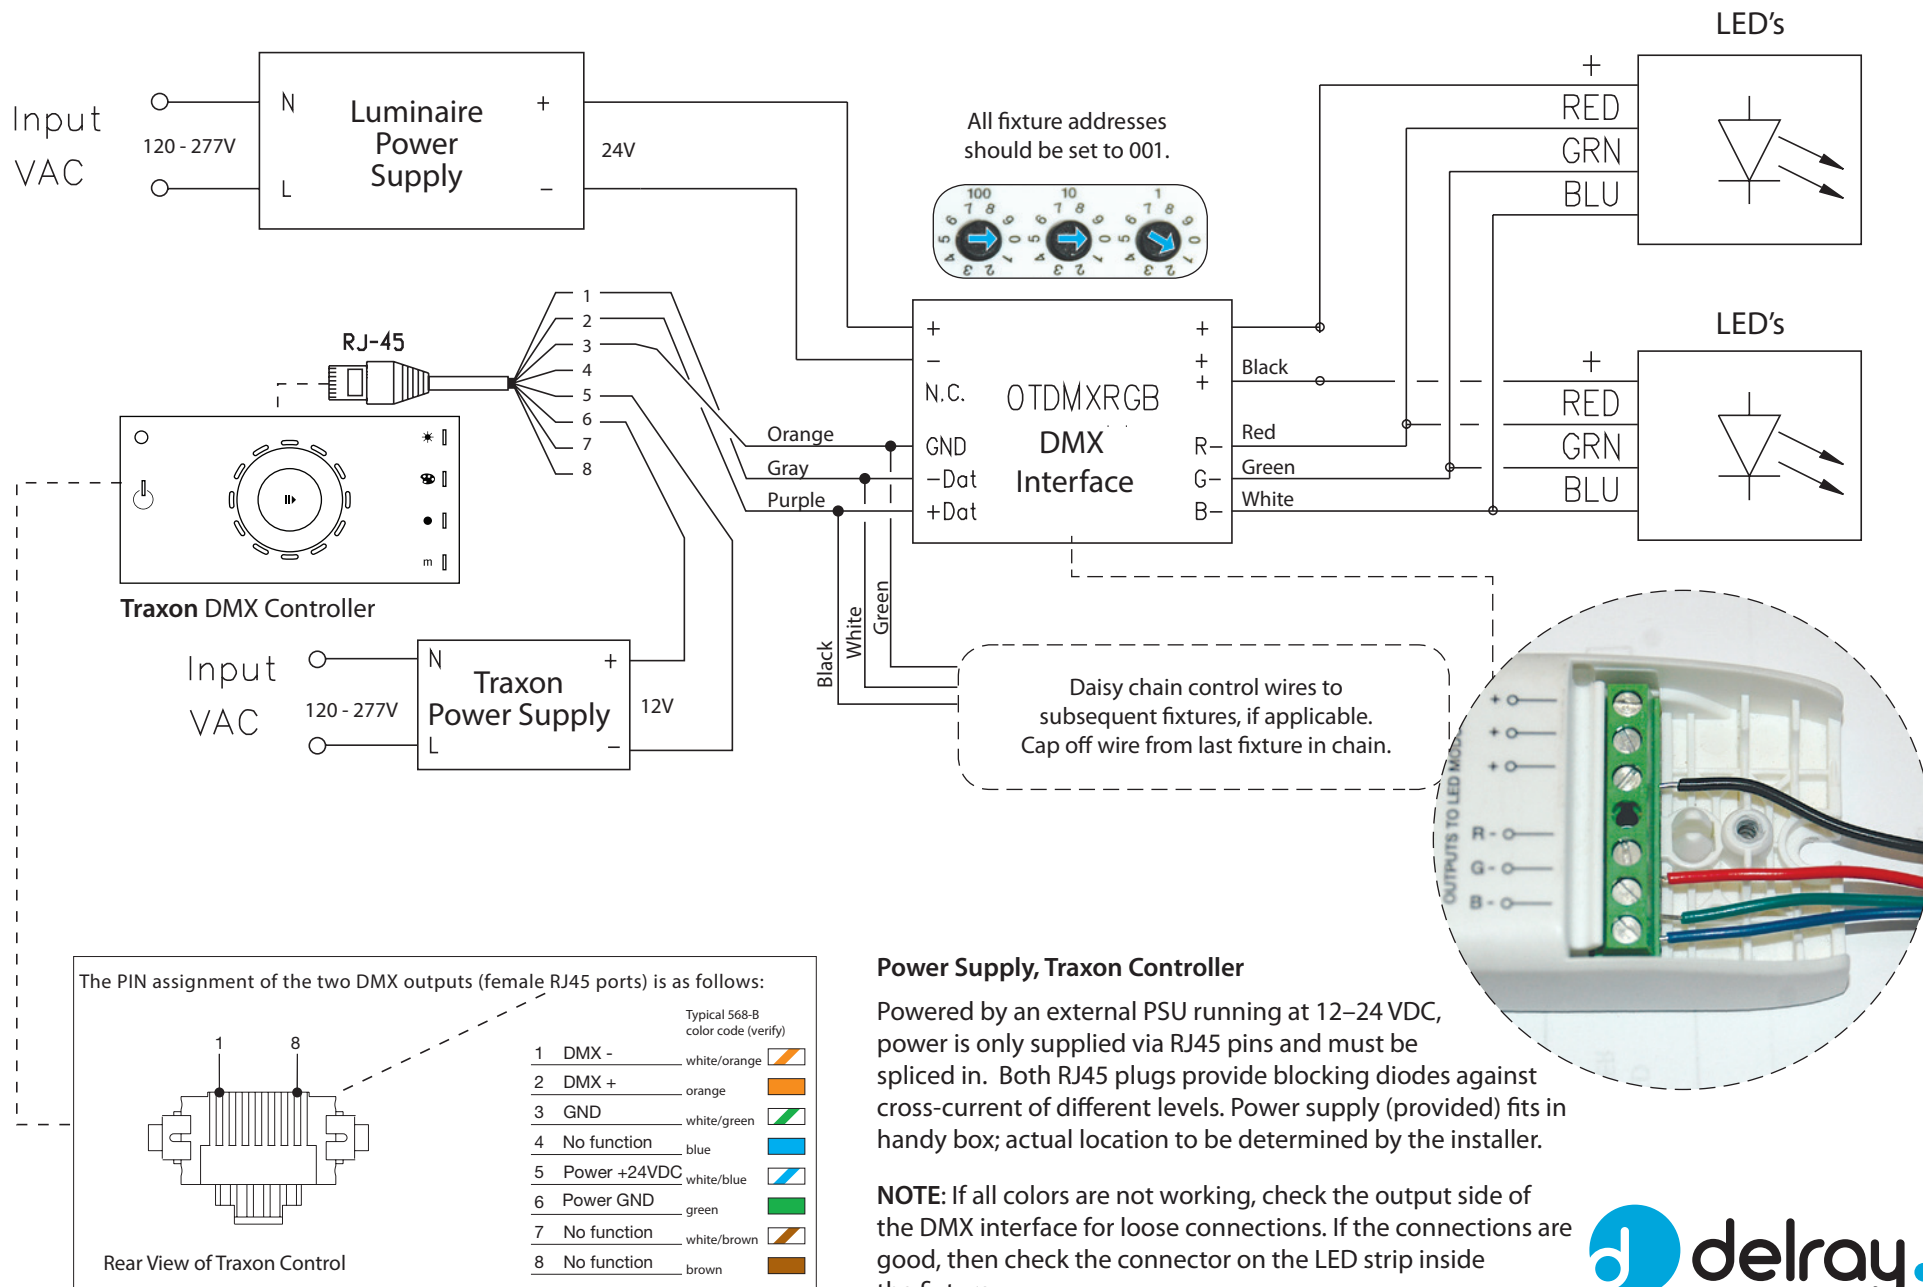 LED's
Input
VAC
120 - 277V
N
L
Luminaire
Power
Supply
+
−
24V
All fixture addresses
should be set to 001.
100
10
1
+
RED
GRN
BLU
LED's
+
RED
GRN
BLU
RJ-45
1
2
3
4
5
6
7
8
m
Traxon DMX Controller
Orange
Gray
Purple
+
−
N.C.
GND
−Dat
+Dat
OTDMXRGB
DMX
Interface
+
+
+
R−
G−
B−
Black
Red
Green
White
Black
White
Green
Input
VAC
120 - 277V
N
L
Traxon
Power Supply
+
−
12V
Daisy chain control wires to
subsequent fixtures, if applicable.
Cap off wire from last fixture in chain.
+
+
+
R -
G -
B -
OUTPUTS TO LED
The PIN assignment of the two DMX outputs (female RJ45 ports) is as follows:
Typical 568-B
color code (verify)
1 8
1 DMX - white/orange
2 DMX + orange
3 GND white/green
4 No function blue
5 Power +24VDC white/blue
6 Power GND green
7 No function white/brown
8 No function brown
Rear View of Traxon Control
Power Supply, Traxon Controller
Powered by an external PSU running at 12–24 VDC,
power is only supplied via RJ45 pins and must be
spliced in. Both RJ45 plugs provide blocking diodes against
cross-current of different levels. Power supply (provided) fits in
handy box; actual location to be determined by the installer.
NOTE: If all colors are not working, check the output side of
the DMX interface for loose connections. If the connections are
good, then check the connector on the LED strip inside
delray.